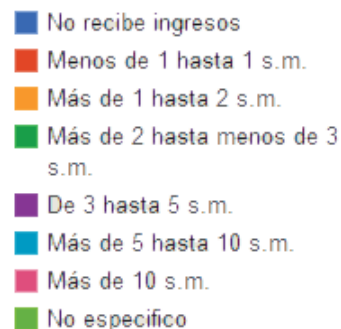 No recibe ingresos
Menos de 1 hasta 1 s.m.
Más de 1 hasta 2 s.m.
Más de 2 hasta menos de 3
s.m.
De 3 hasta 5 s.m.
Más de 5 hasta 10 s.m.
Más de 10 s.m.
No especifico